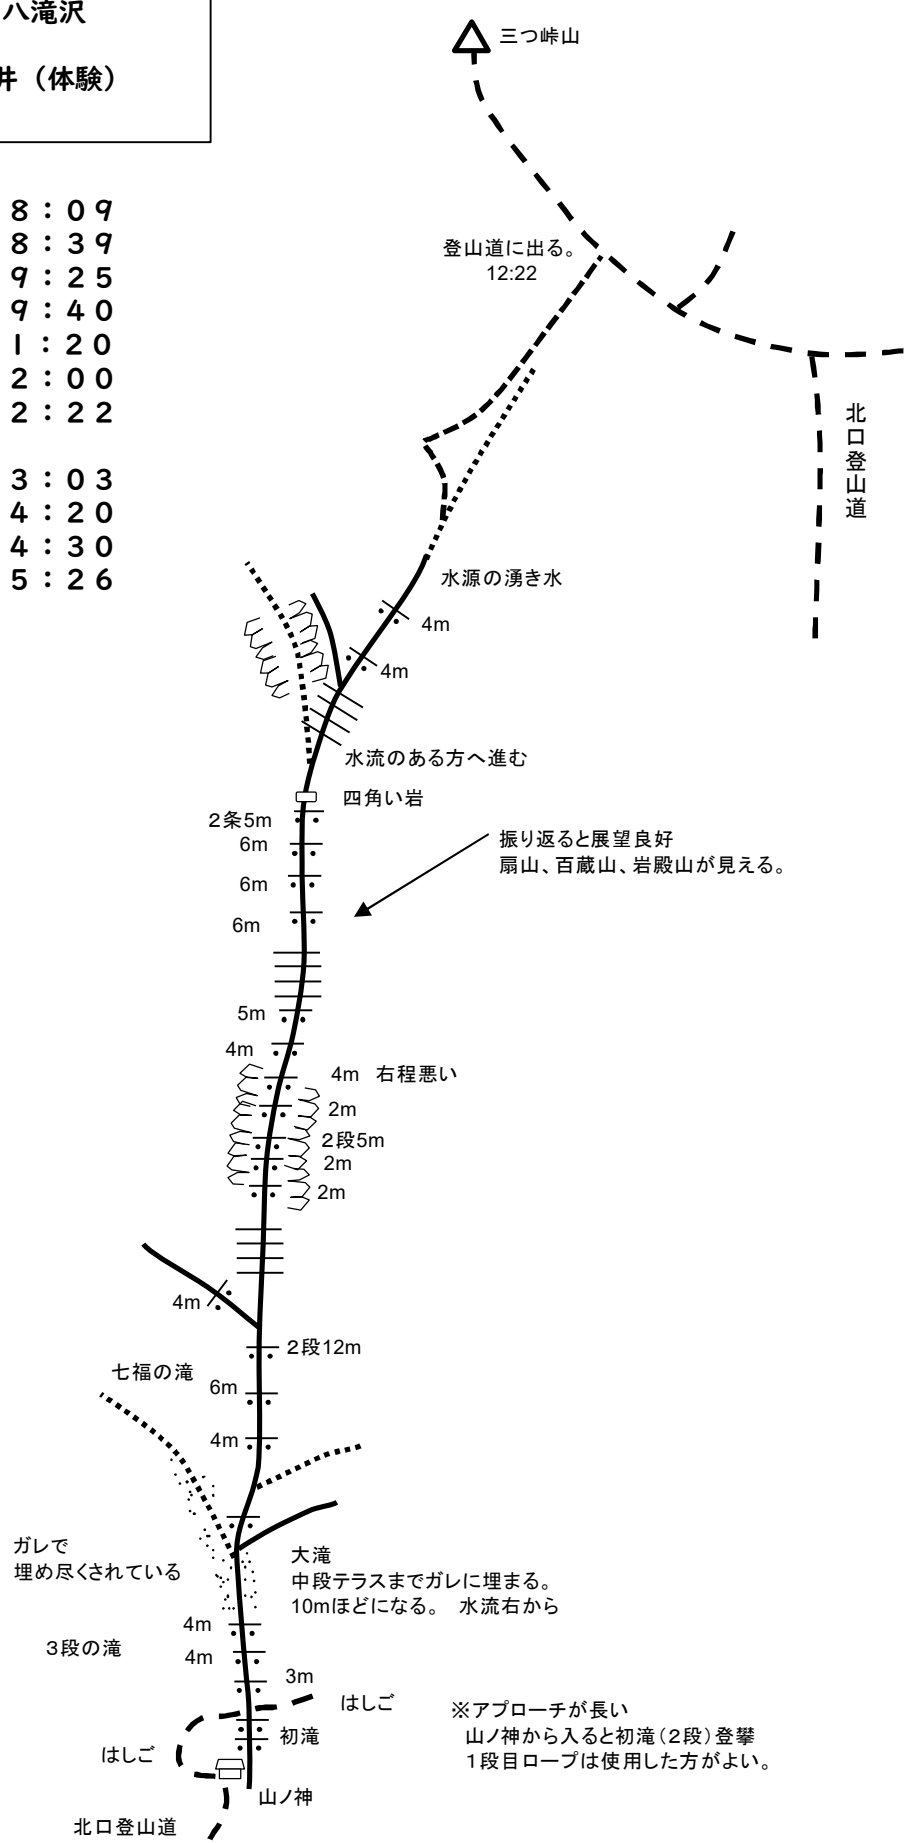 八滝沢
井（体験）
8：09
8：39
9：25
9：40
1：20
2：00
2：22
3：03
4：20
4：30
5：26
三つ峠山
登山道に出る。
12:22
北口登山道
水源の湧き水
4m
4m
水流のある方へ進む
四角い岩
2条5m
6m
振り返ると展望良好
扇山、百蔵山、岩殿山が見える。
6m
6m
5m
4m
4m 右程悪い
2m
2段5m
2m
2m
4m
2段12m
七福の滝
6m
4m
ガレで
埋め尽くされている
大滝
中段テラスまでガレに埋まる。
10mほどになる。 水流右から
4m
3段の滝
4m
3m
はしご
※アプローチが長い
山ノ神から入ると初滝（2段）登攀
1段目ロープは使用した方がよい。
初滝
はしご
山ノ神
北口登山道